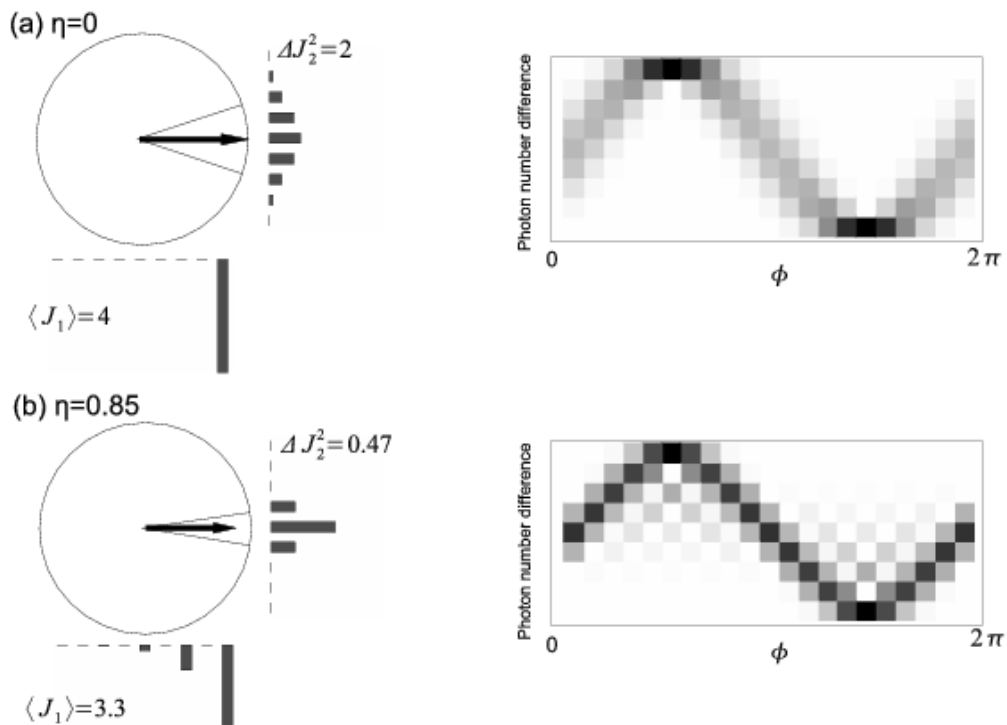 (a) η=0
ΔJ₂²=2
⟨J₁⟩=4
Photon number difference
0
ϕ
2π
(b) η=0.85
ΔJ₂²=0.47
⟨J₁⟩=3.3
Photon number difference
0
ϕ
2π